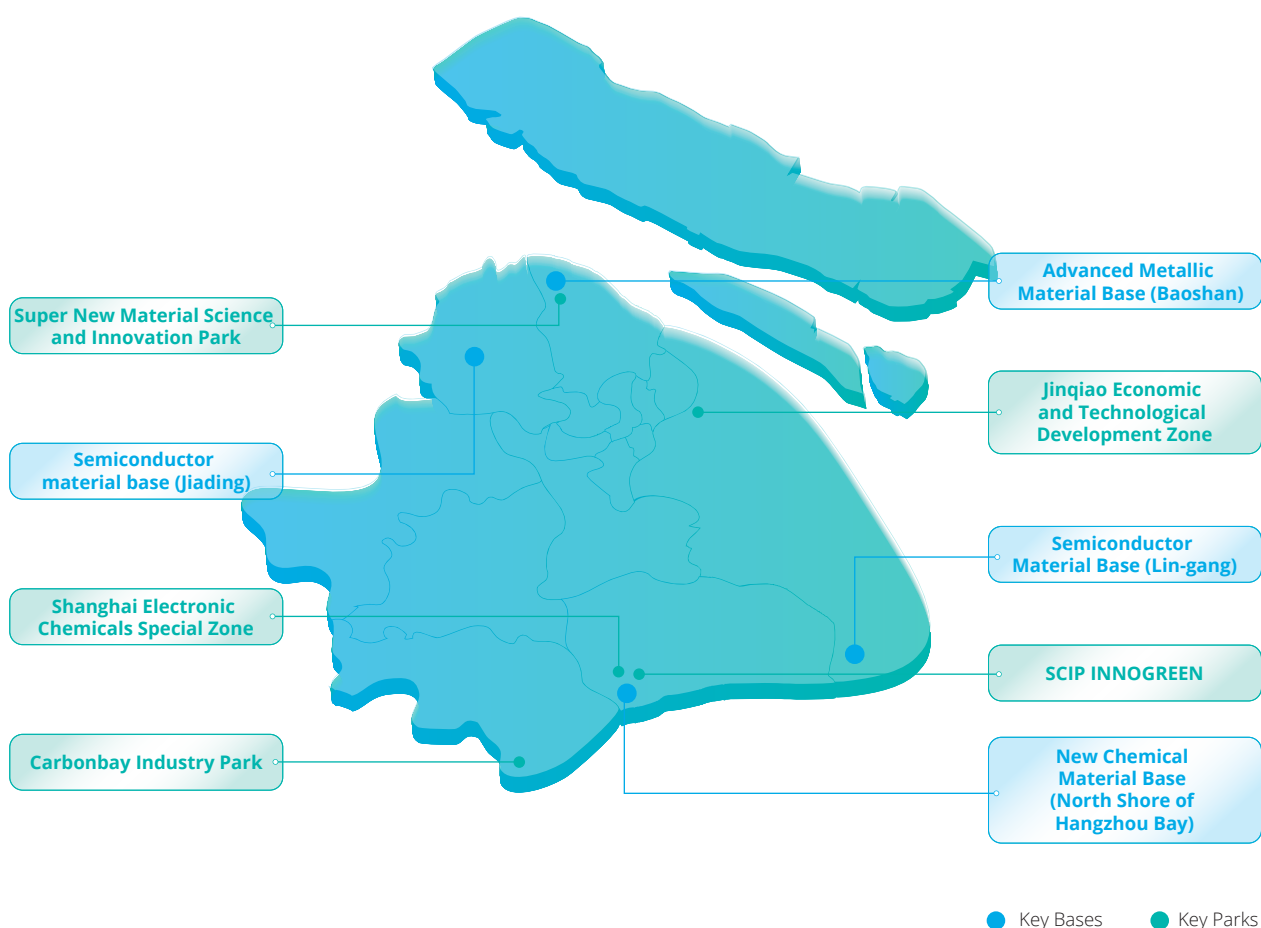 Advanced Metallic
Material Base (Baoshan)
Super New Material Science
and Innovation Park
Jinqiao Economic
and Technological
Development Zone
Semiconductor
material base (Jiading)
Semiconductor
Material Base (Lin-gang)
Shanghai Electronic
Chemicals Special Zone
SCIP INNOGREEN
Carbonbay Industry Park
New Chemical
Material Base
(North Shore of
Hangzhou Bay)
Key Bases
Key Parks